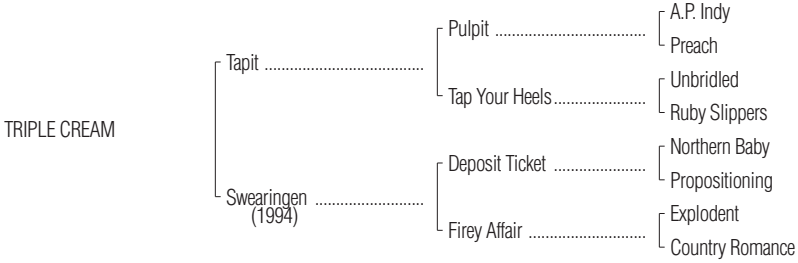 A.P. Indy
Pulpit ......................................
Preach
Tapit ........................................
Unbridled
Tap Your Heels.......................
Ruby Slippers
TRIPLE CREAM
Northern Baby
Deposit Ticket .......................
Propositioning
Swearingen ...........................
(1994)
Explodent
Firey Affair .............................
Country Romance